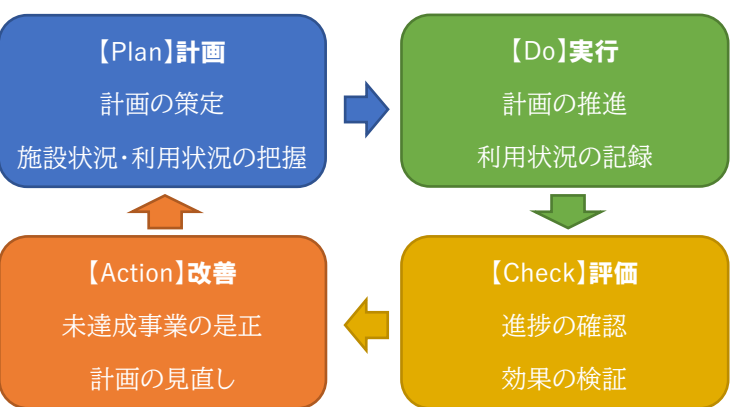 【Plan】計画
計画の策定
施設状況・利用状況の把握
【Do】実行
計画の推進
利用状況の記録
【Check】評価
進捗の確認
効果の検証
【Action】改善
未達成事業の是正
計画の見直し